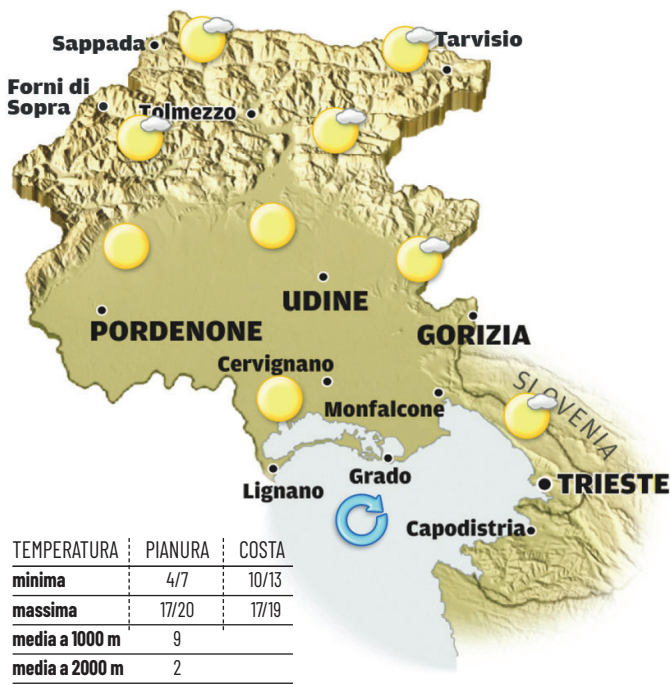 Sappada
Tarvisio
Forni di
Sopra
Tolmezzo
UDINE
PORDENONE
GORIZIA
Cervignano
SLOVENIA
Monfalcone
Grado
TRIESTE
Lignano
Capodistria
TEMPERATURA PIANURA COSTA
minima 4/7 10/13
massima 17/20 17/19
media a 1000 m 9
media a 2000 m 2